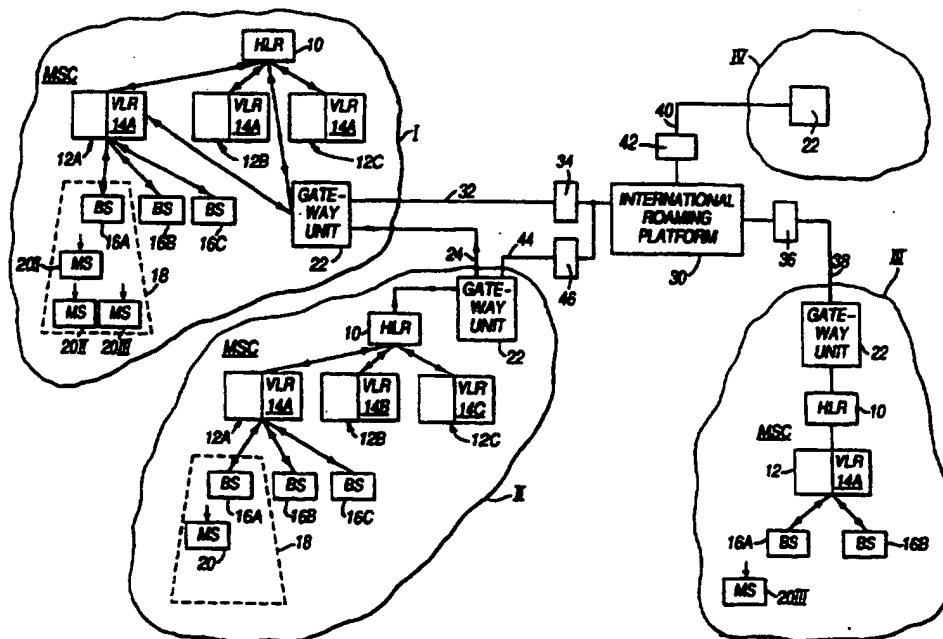 HLR
10
MSC
VLR
14A
12A
VLR
14A
12B
VLR
14A
12C
I
BS
16A
BS
16B
BS
16C
MS
18
MS
MS
20II
20III
GATE-
WAY
UNIT
22
32
34
24
44
46
INTERNATIONAL
ROAMING
PLATFORM
30
42
40
IV
22
36
38
III
GATE-
WAY
UNIT
22
HLR
10
MSC
VLR
14A
12A
VLR
14B
12B
VLR
14C
12C
BS
16A
BS
16B
BS
16C
MS
20
18
II
GATE-
WAY
UNIT
22
HLR
10
MSC
12
VLR
14A
16A
BS
BS
16B
MS
20III